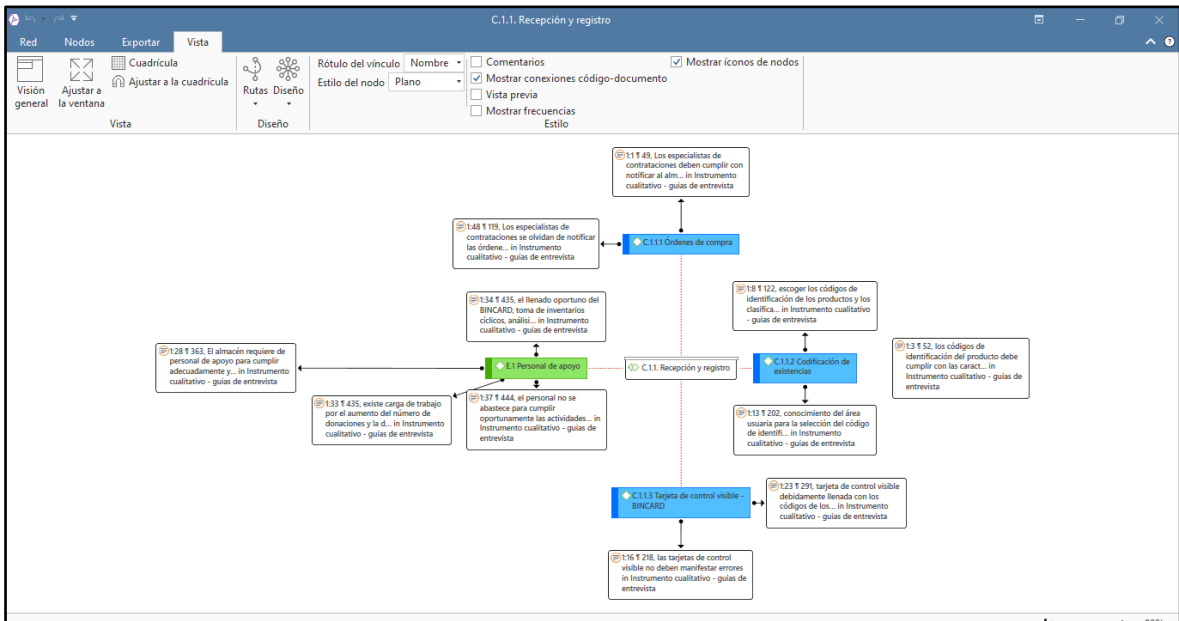 C.1.1. Recepción y registro
Red Nodos Exportar Vista
Visión general
Ajustar a la ventana
Cuadrícula
Ajustar a la cuadrícula
Vista
Rutas Diseño
Diseño
Rótulo del vínculo Nombre
Estilo del nodo Plano
Comentarios
Mostrar conexiones código-documento
Vista previa
Mostrar frecuencias
Mostrar íconos de nodos
Estilo
1:1 ¶ 49, Los especialistas de
contrataciones deben cumplir con
notificar al alm... in Instrumento
cualitativo - guías de entrevista
1:48 ¶ 119, Los especialistas de
contrataciones se olvidan de notificar
las órdene... in Instrumento
cualitativo - guías de entrevista
C.1.1.1 Órdenes de compra
1:34 ¶ 435, el llenado oportuno del
BINCARD, toma de inventarios
cíclicos, análisi... in Instrumento
cualitativo - guías de entrevista
1:8 ¶ 122, escoger los códigos de
identificación de los productos y los
clasifica... in Instrumento cualitativo
- guías de entrevista
1:28 ¶ 363, El almacén requiere de
personal de apoyo para cumplir
adecuadamente y... in Instrumento
cualitativo - guías de entrevista
E.1 Personal de apoyo
C.1.1. Recepción y registro
C.1.1.2 Codificación de
existencias
1:3 ¶ 52, los códigos de
identificación del producto debe
cumplir con las caract... in
Instrumento cualitativo - guías de
entrevista
1:33 ¶ 435, existe carga de trabajo
por el aumento del número de
donaciones y la d... in Instrumento
cualitativo - guías de entrevista
1:37 ¶ 444, el personal no se
abastece para cumplir
oportunamente las actividades... in
Instrumento cualitativo - guías de
entrevista
1:13 ¶ 202, conocimiento del área
usuaria para la selección del código
de identifi... in Instrumento
cualitativo - guías de entrevista
C.1.1.3 Tarjeta de control visible -
BINCARD
1:23 ¶ 291, tarjeta de control visible
debidamente llenada con los
códigos de los... in Instrumento
cualitativo - guías de entrevista
1:16 ¶ 218, las tarjetas de control
visible no deben manifestar errores
in Instrumento cualitativo - guías de
entrevista